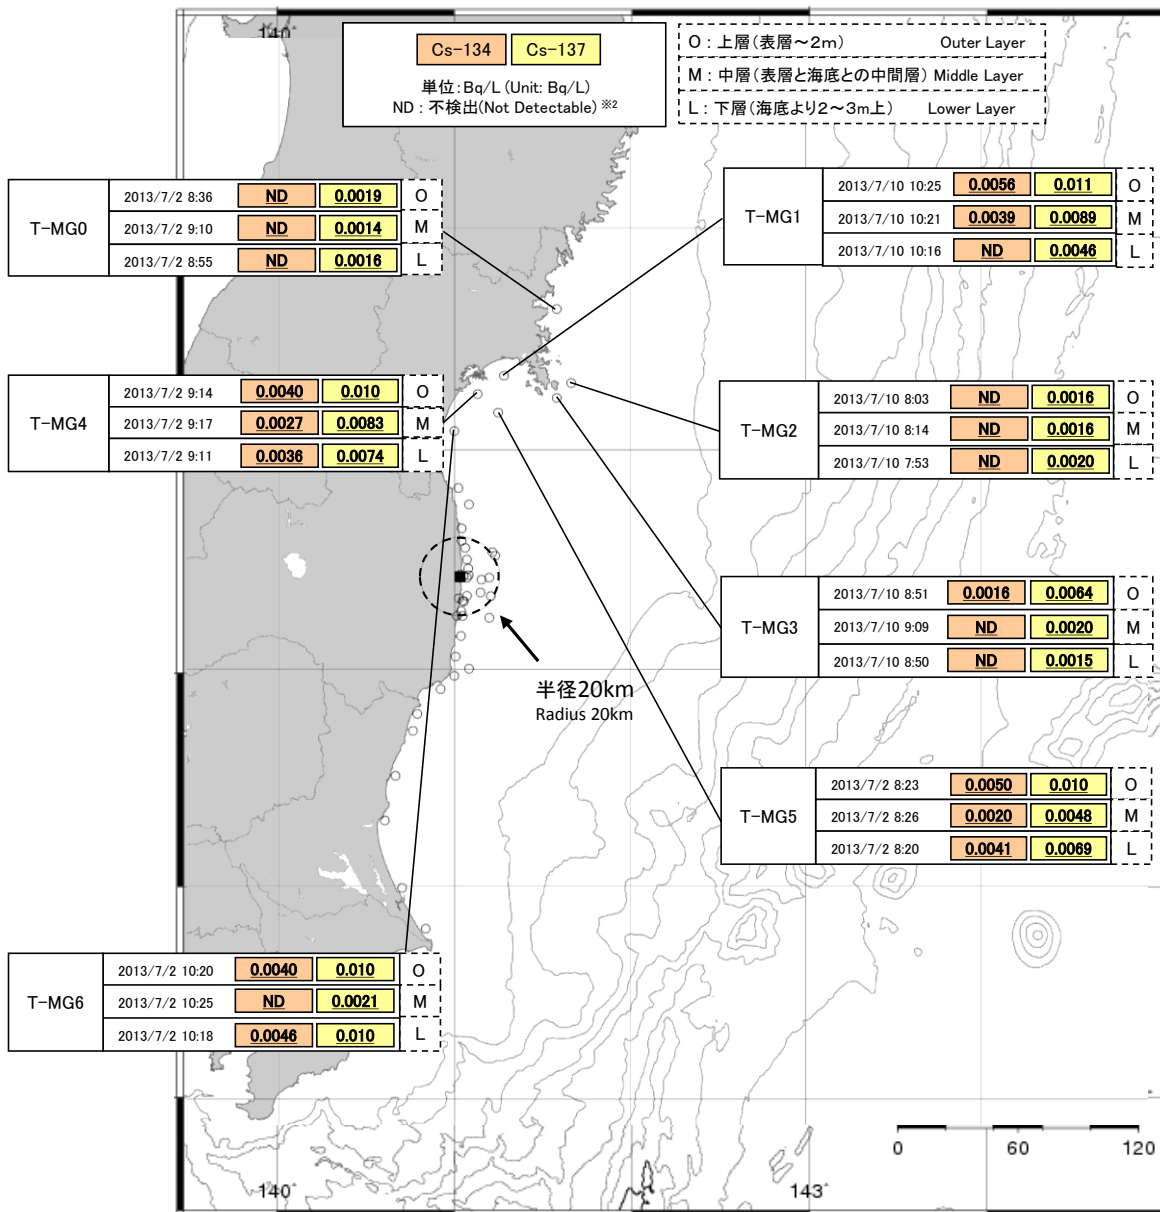 140°
Cs-134 Cs-137
単位:Bq/L (Unit: Bq/L)
ND : 不検出(Not Detectable) ※2
O : 上層(表層～2m) Outer Layer
M : 中層(表層と海底との中間層) Middle Layer
L : 下層(海底より2～3m上) Lower Layer
T-MG0
2013/7/2 8:36 ND 0.0019 O
2013/7/2 9:10 ND 0.0014 M
2013/7/2 8:55 ND 0.0016 L
T-MG1
2013/7/10 10:25 0.0056 0.011 O
2013/7/10 10:21 0.0039 0.0089 M
2013/7/10 10:16 ND 0.0046 L
T-MG4
2013/7/2 9:14 0.0040 0.010 O
2013/7/2 9:17 0.0027 0.0083 M
2013/7/2 9:11 0.0036 0.0074 L
T-MG2
2013/7/10 8:03 ND 0.0016 O
2013/7/10 8:14 ND 0.0016 M
2013/7/10 7:53 ND 0.0020 L
T-MG3
2013/7/10 8:51 0.0016 0.0064 O
2013/7/10 9:09 ND 0.0020 M
2013/7/10 8:50 ND 0.0015 L
半径20km
Radius 20km
T-MG5
2013/7/2 8:23 0.0050 0.010 O
2013/7/2 8:26 0.0020 0.0048 M
2013/7/2 8:20 0.0041 0.0069 L
T-MG6
2013/7/2 10:20 0.0040 0.010 O
2013/7/2 10:25 ND 0.0021 M
2013/7/2 10:18 0.0046 0.010 L
0 60 120
140° 143°